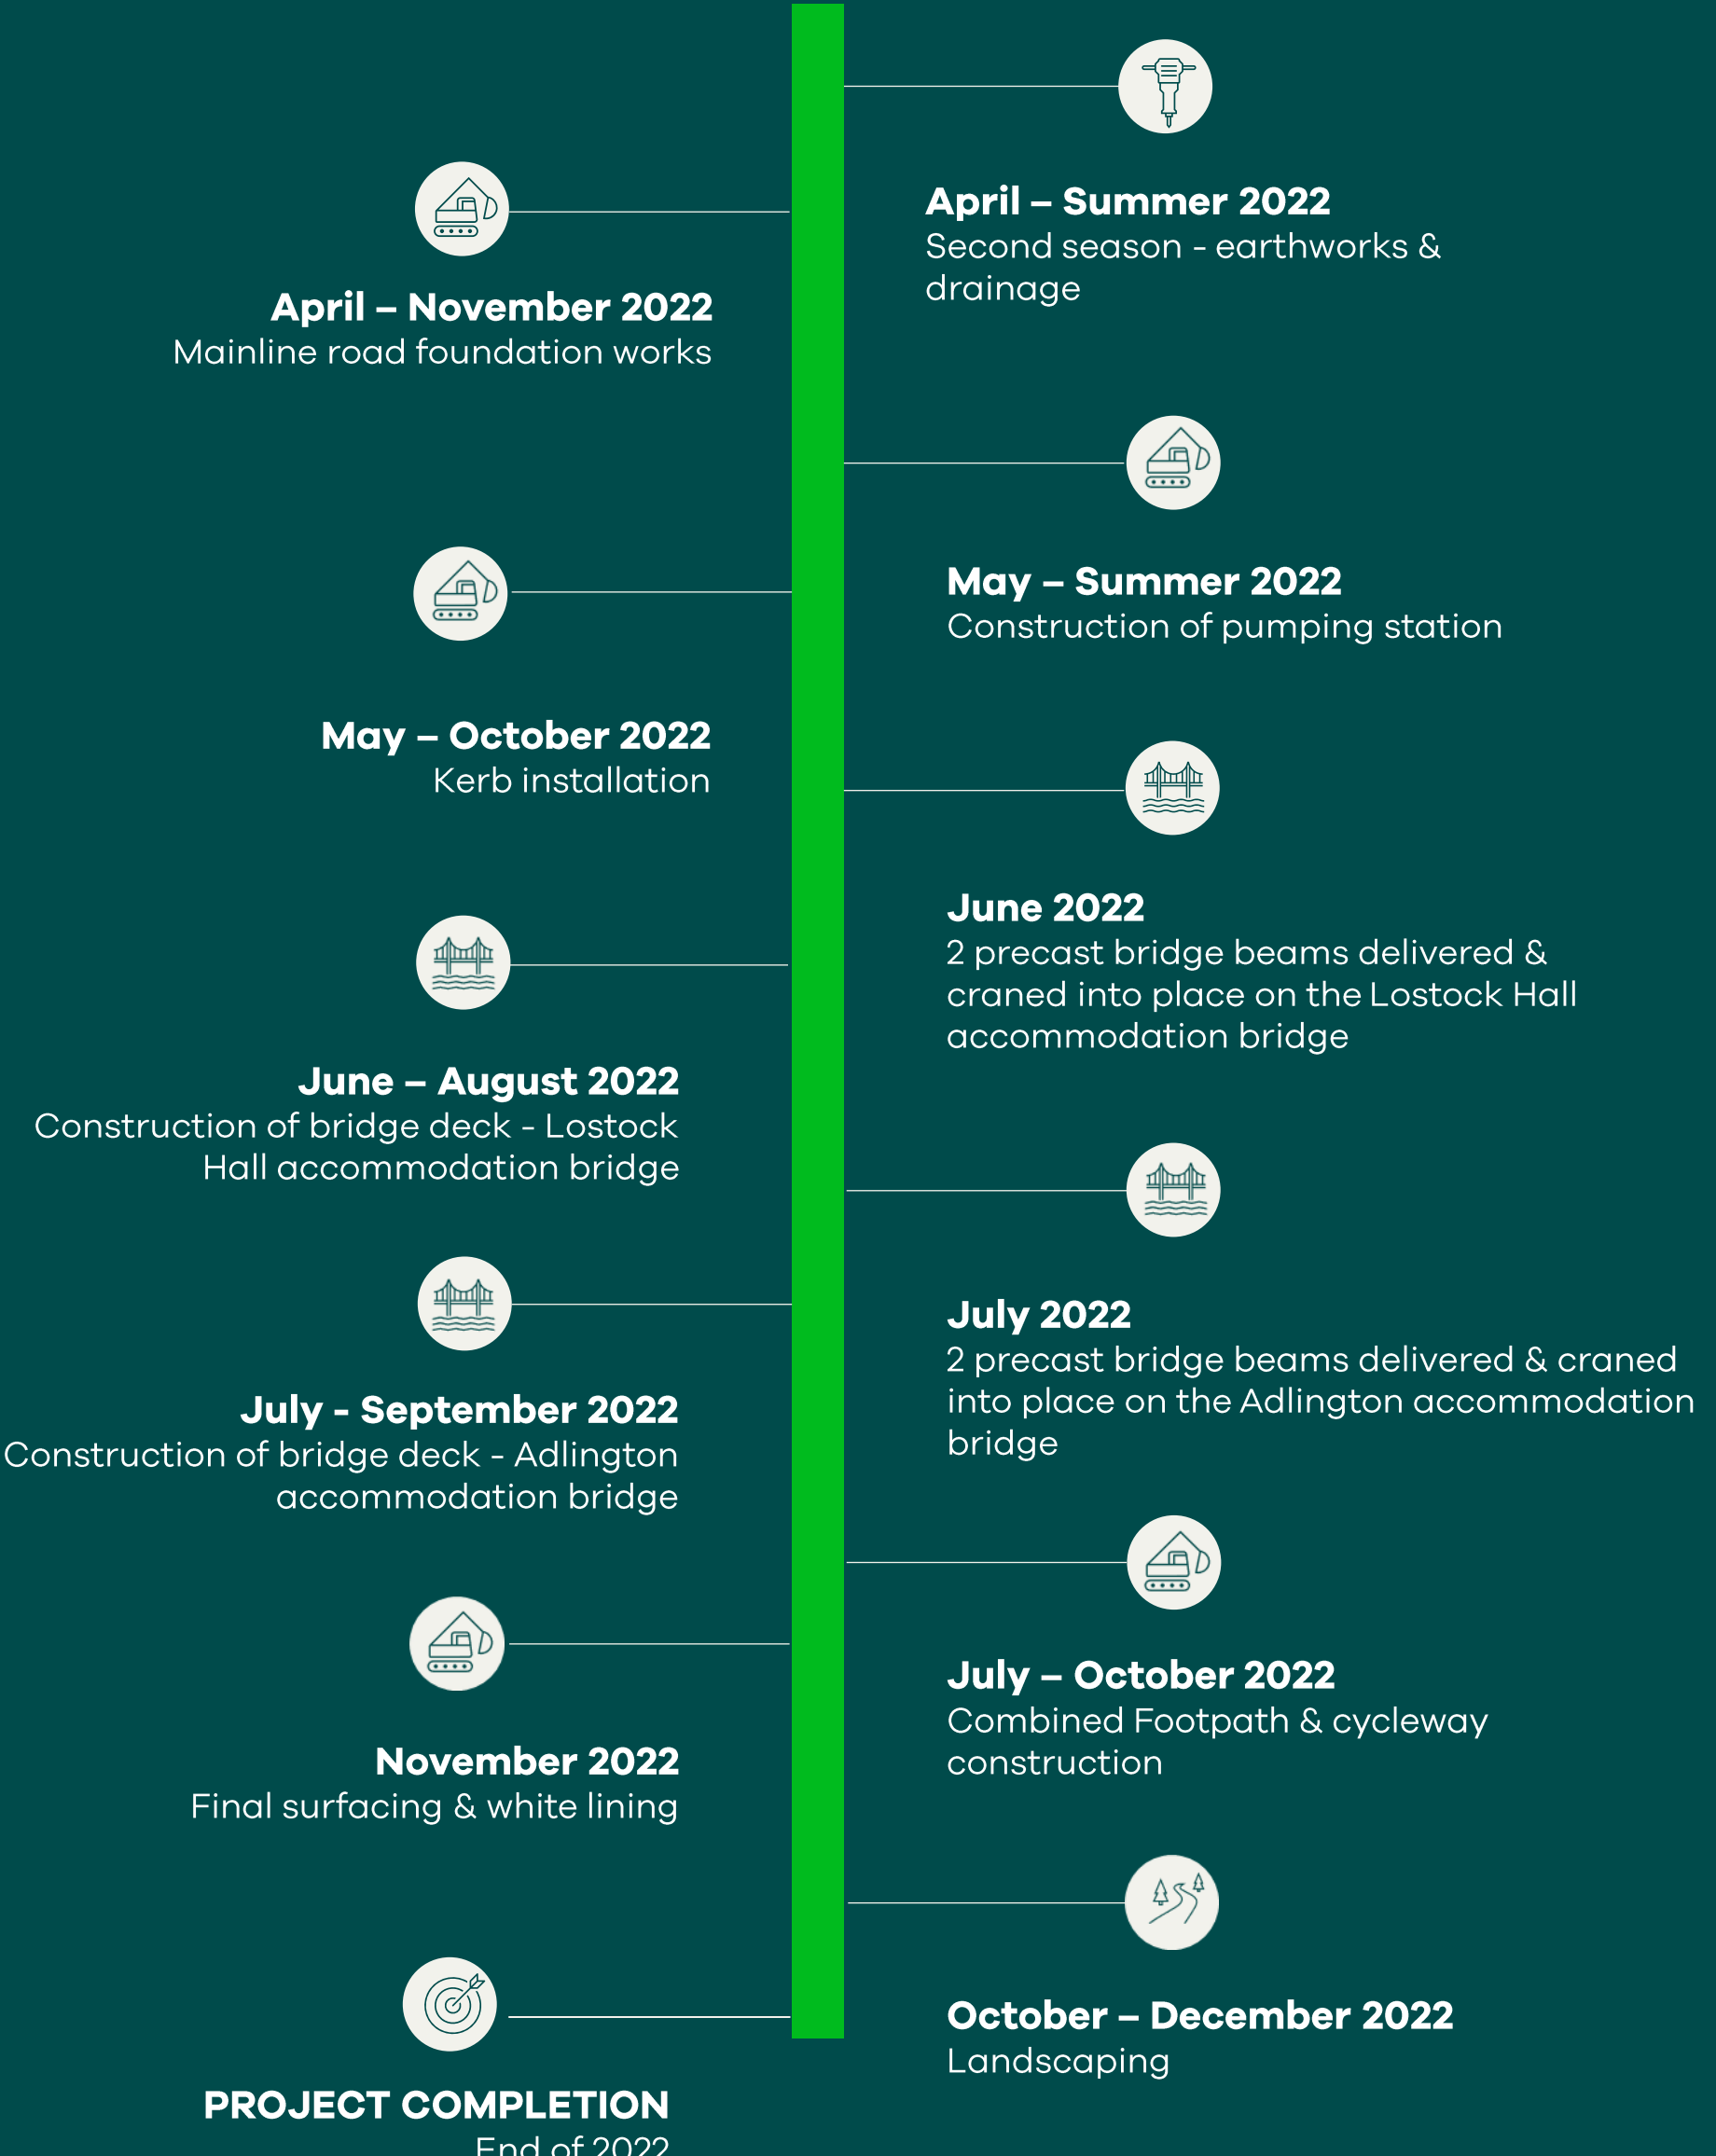 April – Summer 2022
Second season - earthworks &
drainage
April – November 2022
Mainline road foundation works
May – Summer 2022
Construction of pumping station
May – October 2022
Kerb installation
June 2022
2 precast bridge beams delivered &
craned into place on the Lostock Hall
accommodation bridge
June – August 2022
Construction of bridge deck - Lostock
Hall accommodation bridge
July 2022
2 precast bridge beams delivered & craned
into place on the Adlington accommodation
bridge
July - September 2022
Construction of bridge deck - Adlington
accommodation bridge
July – October 2022
Combined Footpath & cycleway
construction
November 2022
Final surfacing & white lining
October – December 2022
Landscaping
PROJECT COMPLETION
End of 2022